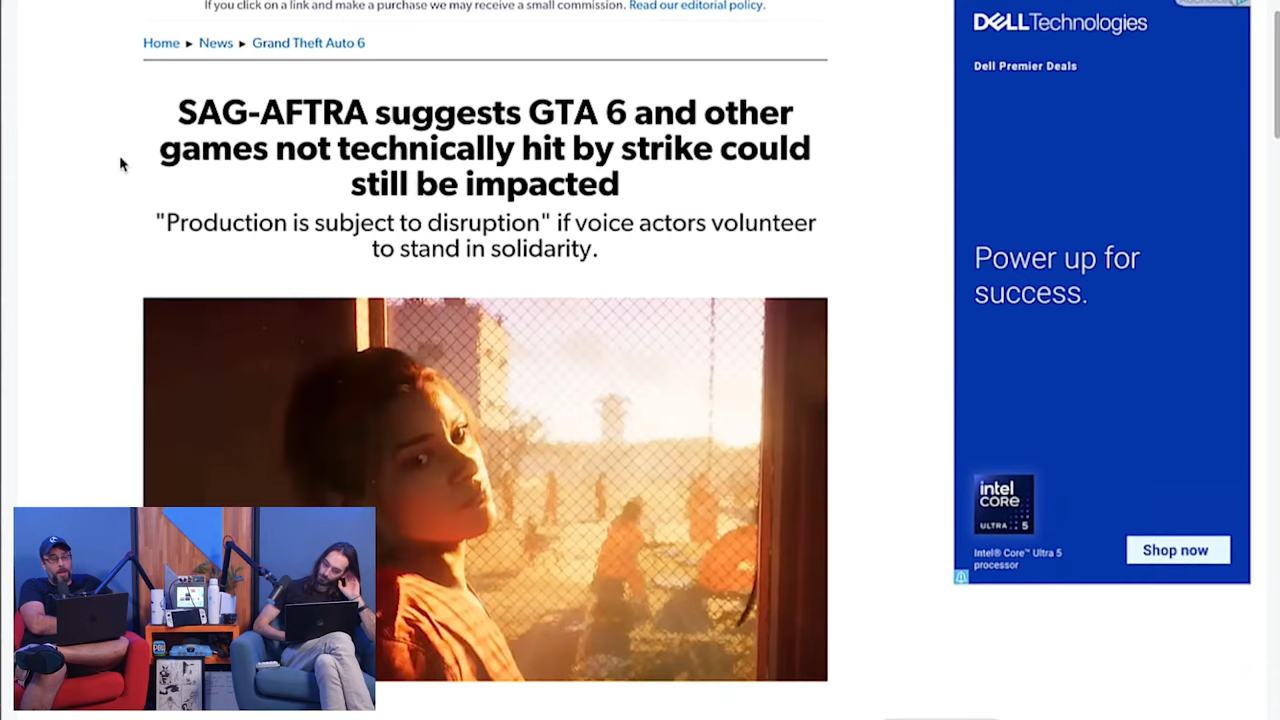 If you click on a link and make a purchase we may receive a small commission. Read our editorial policy.
Home ▸ News ▸ Grand Theft Auto 6
SAG-AFTRA suggests GTA 6 and other
games not technically hit by strike could
still be impacted
"Production is subject to disruption" if voice actors volunteer
to stand in solidarity.
DELLTechnologies
Dell Premier Deals
Power up for
success.
intel
CORE
ULTRA 5
Intel® Core™ Ultra 5
processor
Shop now